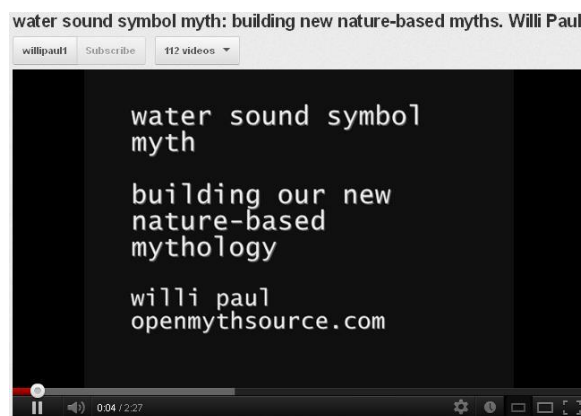 water sound symbol myth: building new nature-based myths. Willi Paul
willipaul1 Subscribe 112 videos
water sound symbol
myth
building our new
nature-based
mythology
willi paul
openmythsource.com
0:04 / 2:27